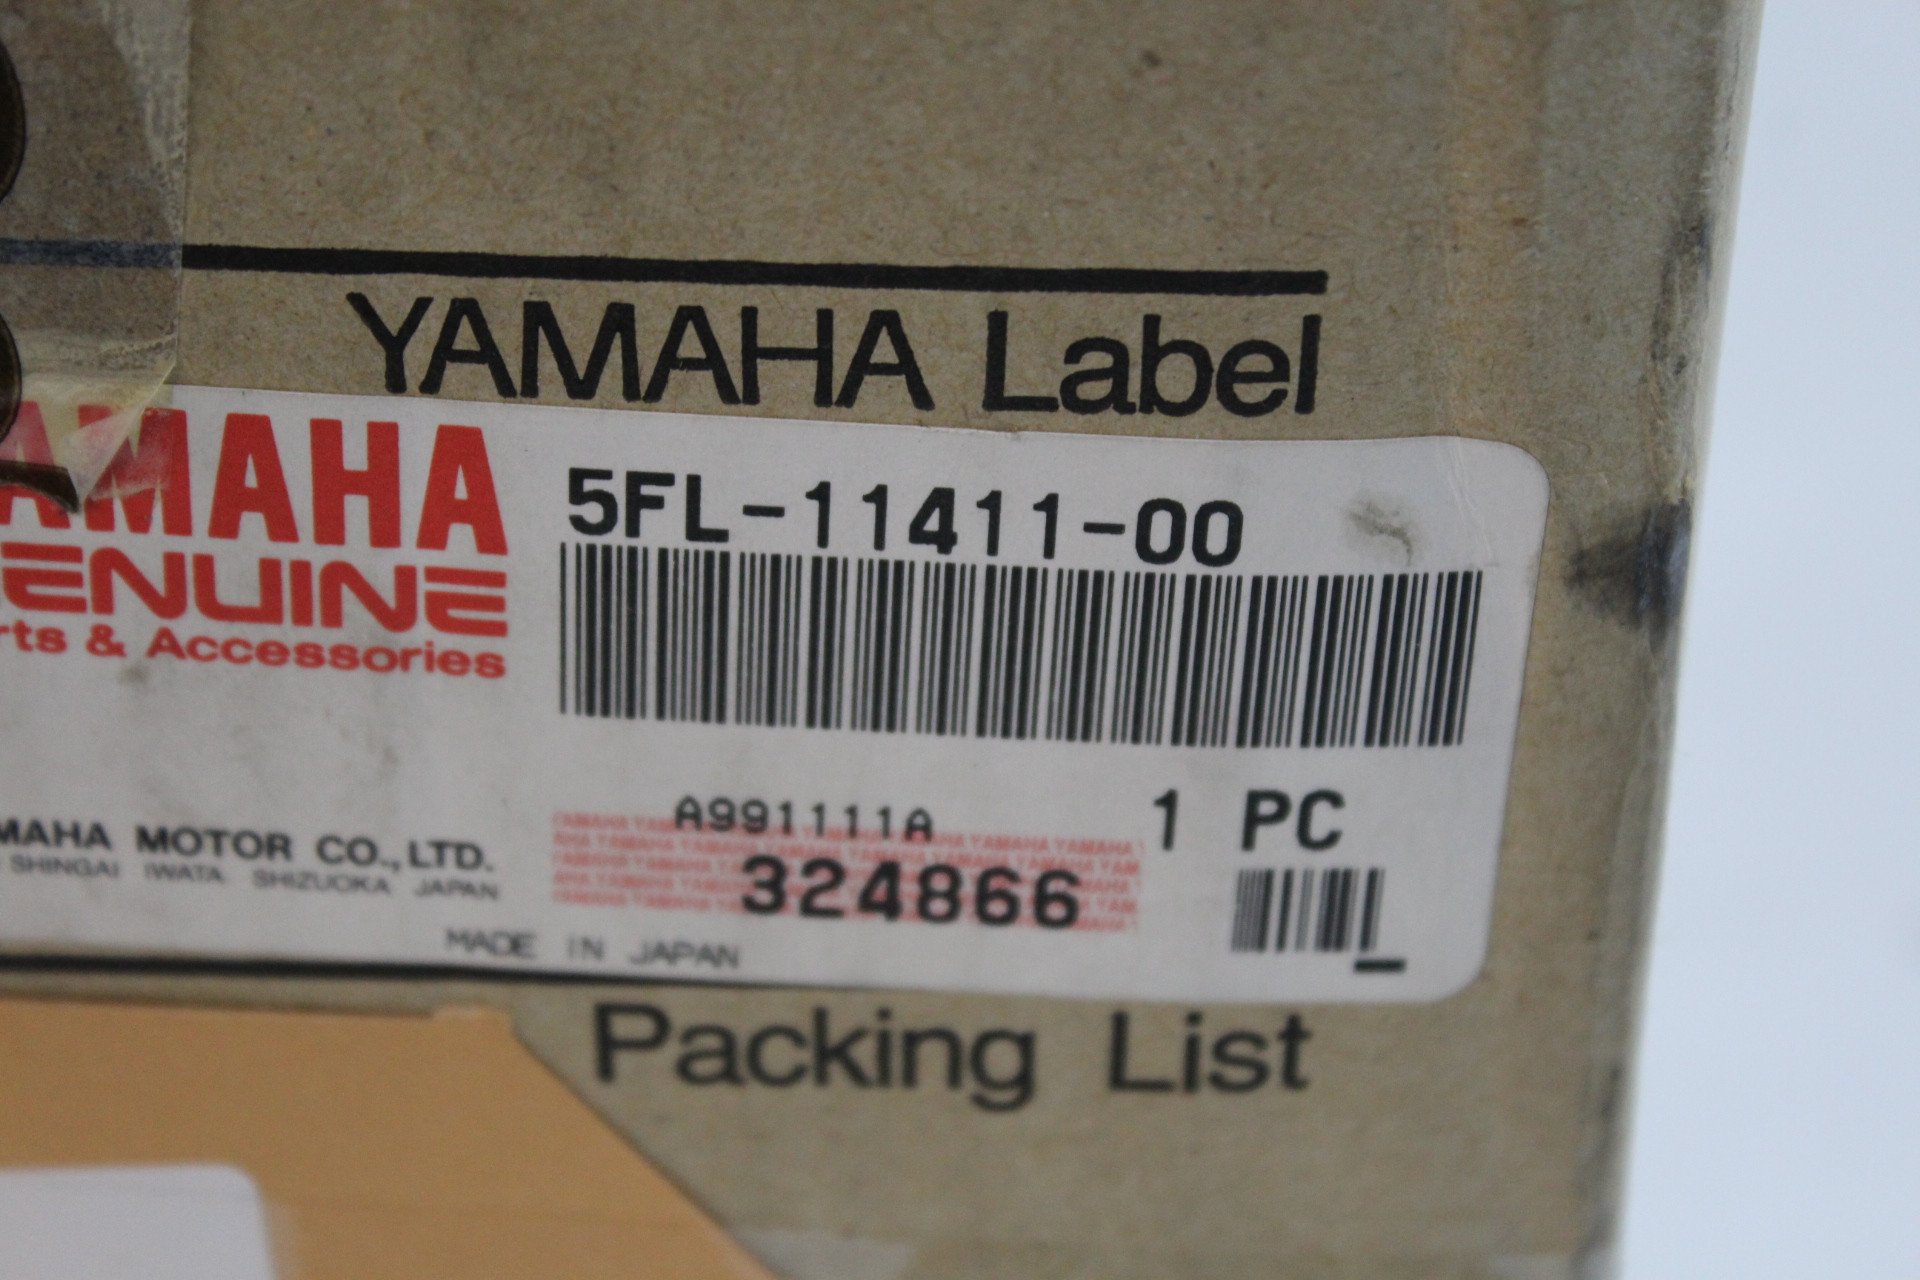 YAMAHA Label
AMAHA
ENUINE
rts & Accessories
5FL-11411-00
A991111A
1 PC
324866
MAHA MOTOR CO., LTD.
SHINGAI IWATA SHIZUOKA JAPAN
MADE IN JAPAN
Packing List